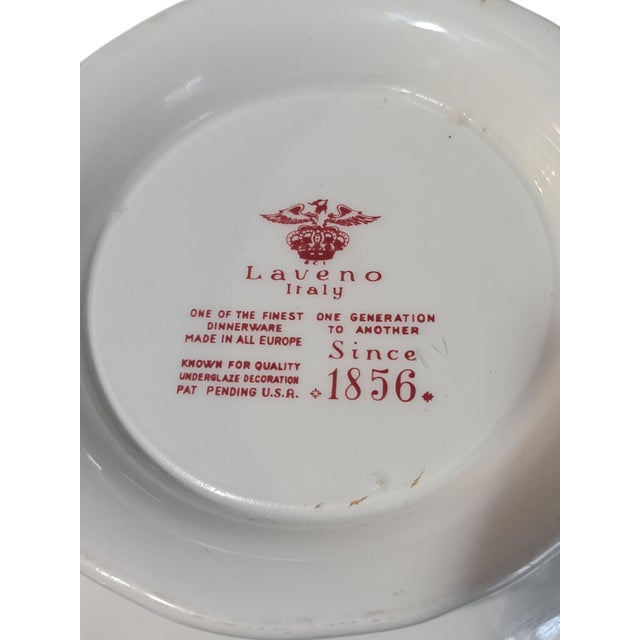 SCI
Laveno
Italy
ONE OF THE FINEST
DINNERWARE
MADE IN ALL EUROPE
KNOWN FOR QUALITY
UNDERGLAZE DECORATION
PAT PENDING U.S.A.
ONE GENERATION
TO ANOTHER
Since
1856